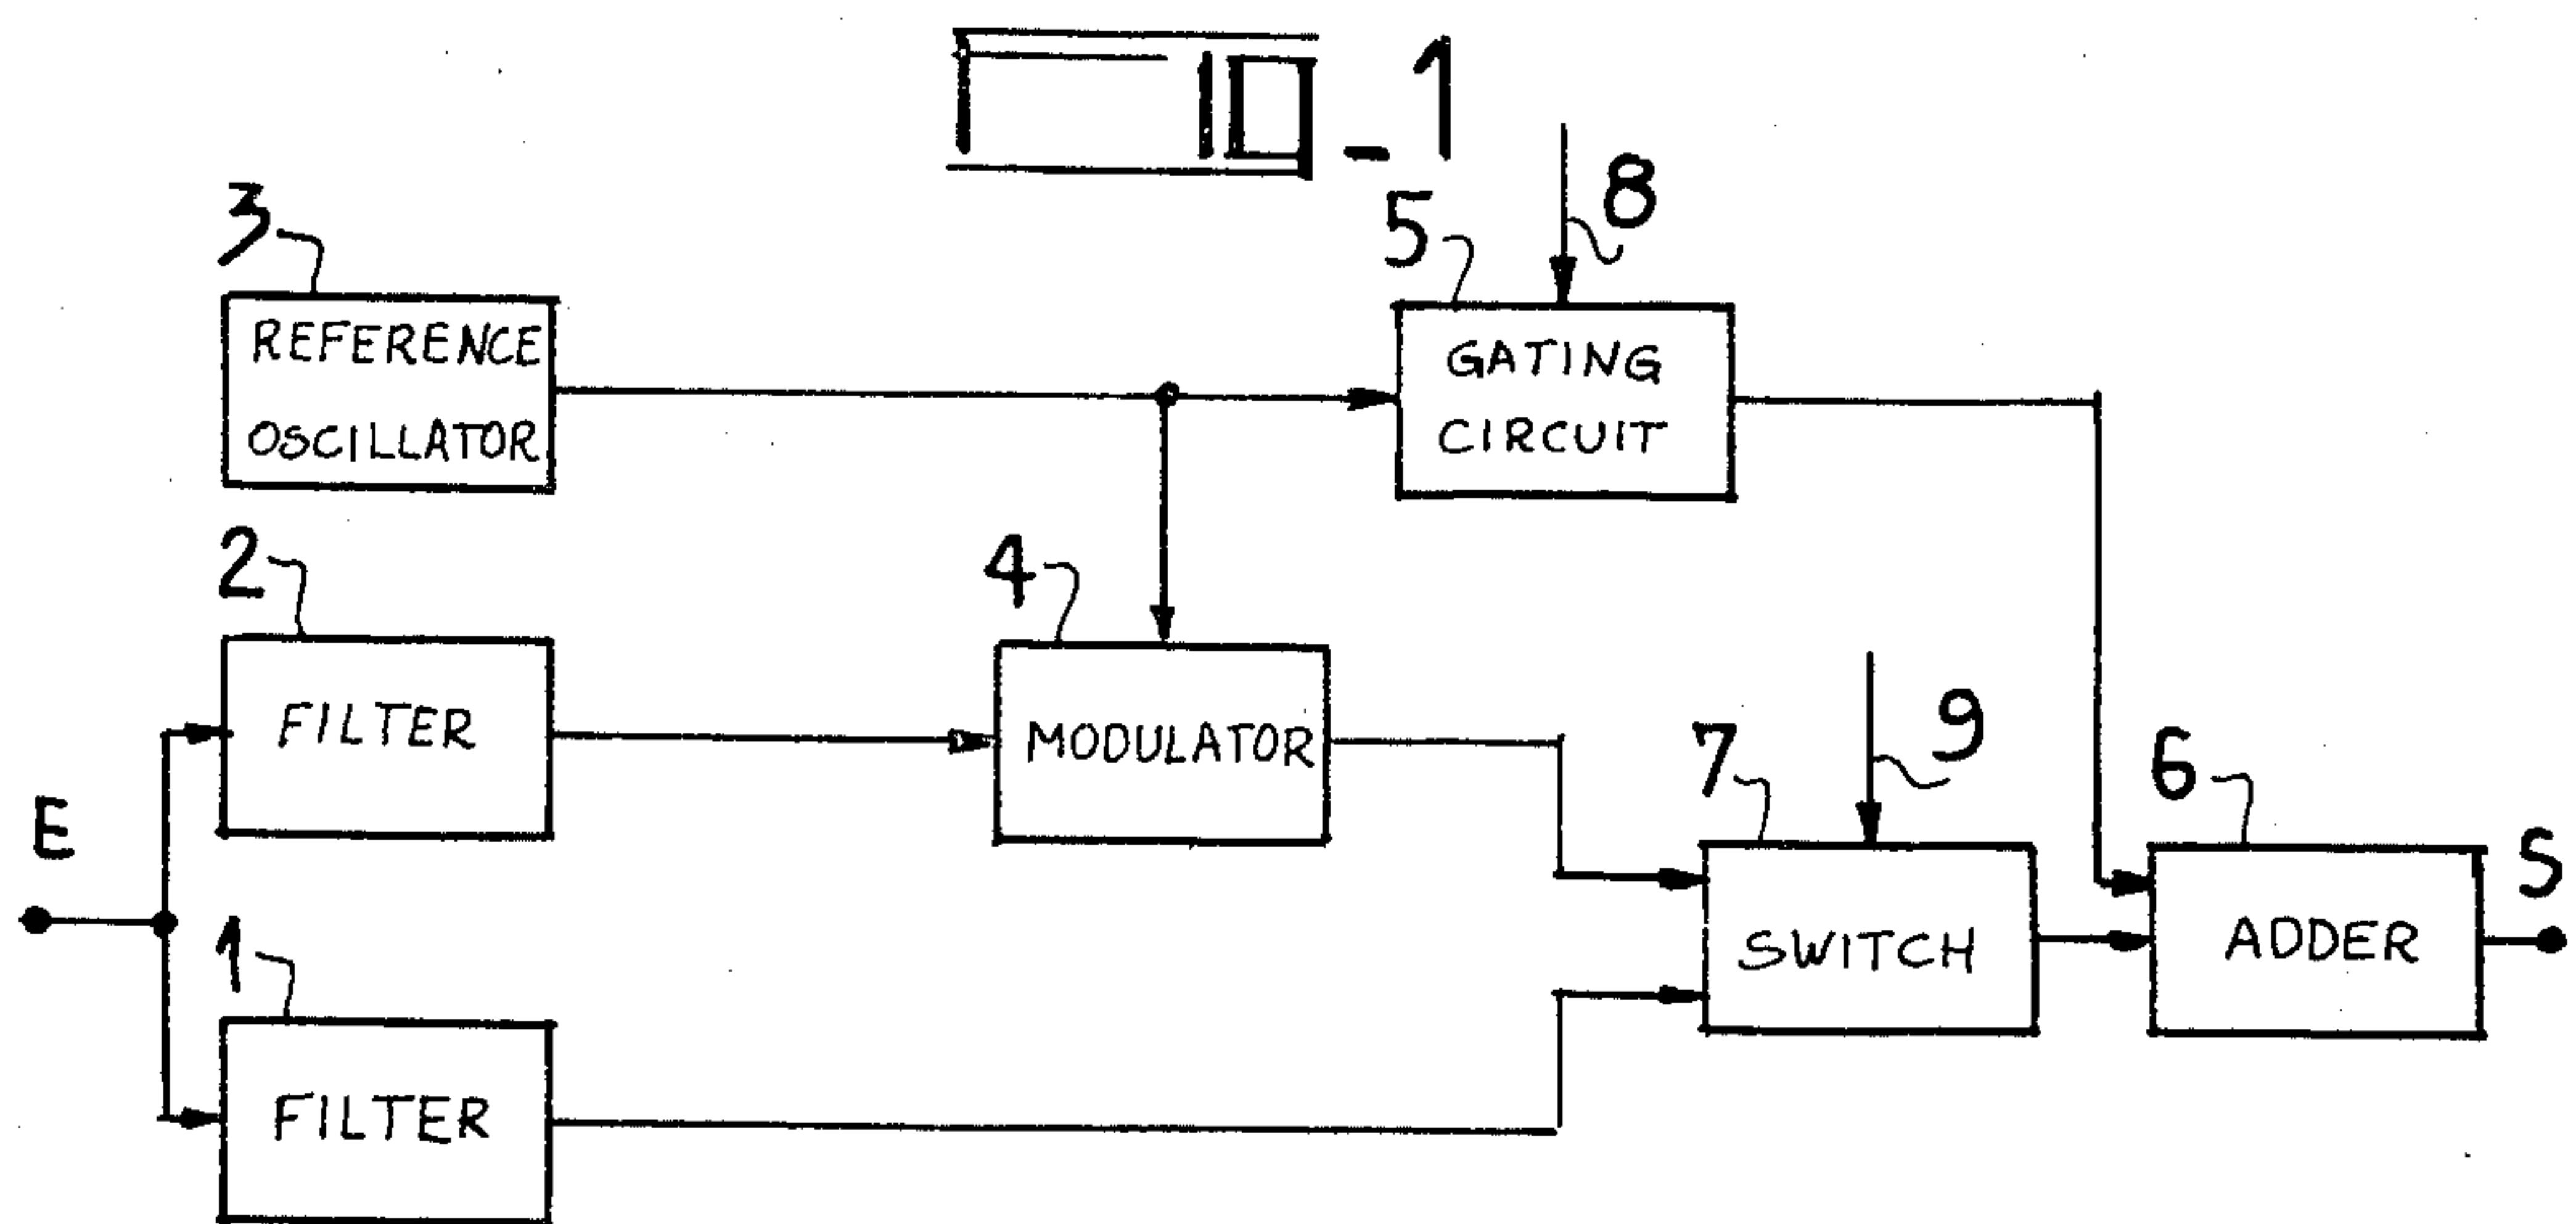 -1
3
5
8
REFERENCE
OSCILLATOR
GATING
CIRCUIT
2
4
FILTER
MODULATOR
7
9
6
E
S
1
SWITCH
ADDER
FILTER